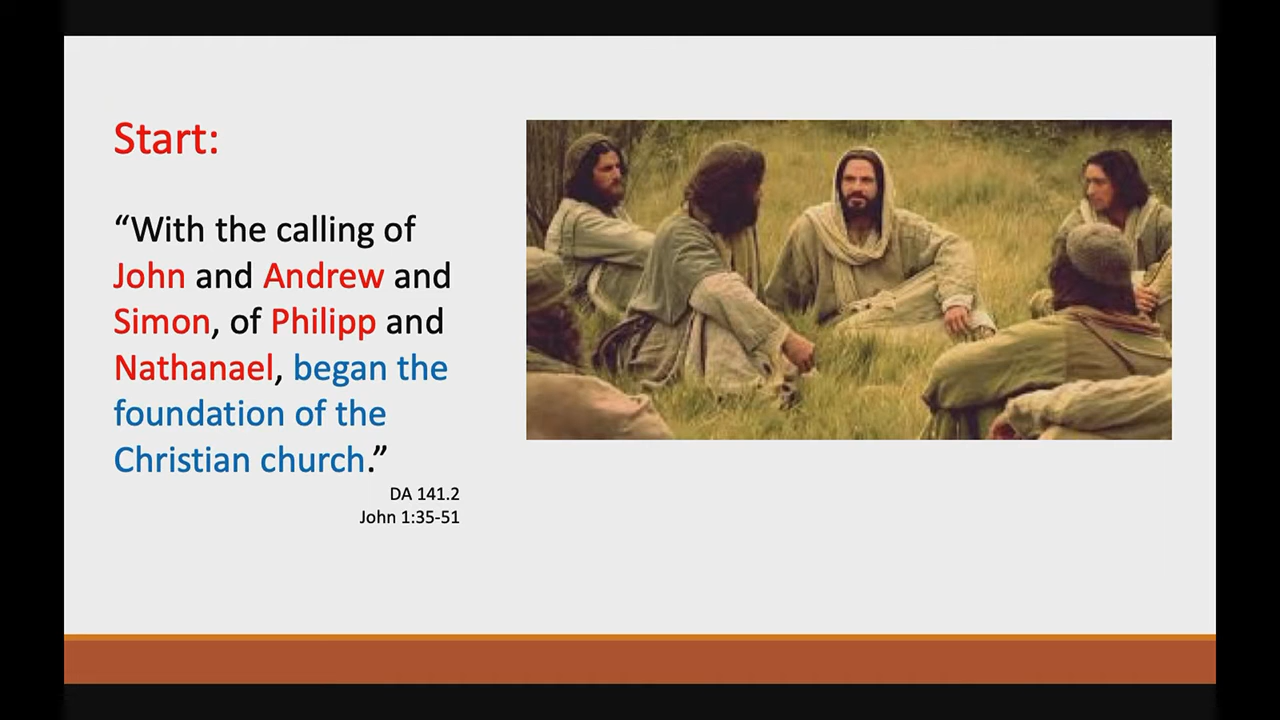 Start:
“With the calling of
John and Andrew and
Simon, of Philipp and
Nathanael, began the
foundation of the
Christian church.”
DA 141.2
John 1:35-51